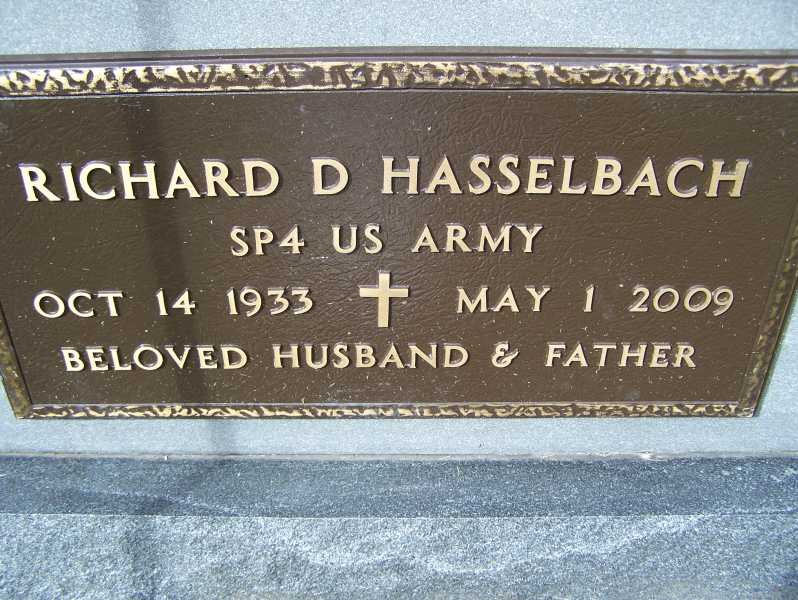 RICHARD D HASSELBACH
SP4 US ARMY
OCT 14 1933 MAY 1 2009
BELOVED HUSBAND & FATHER